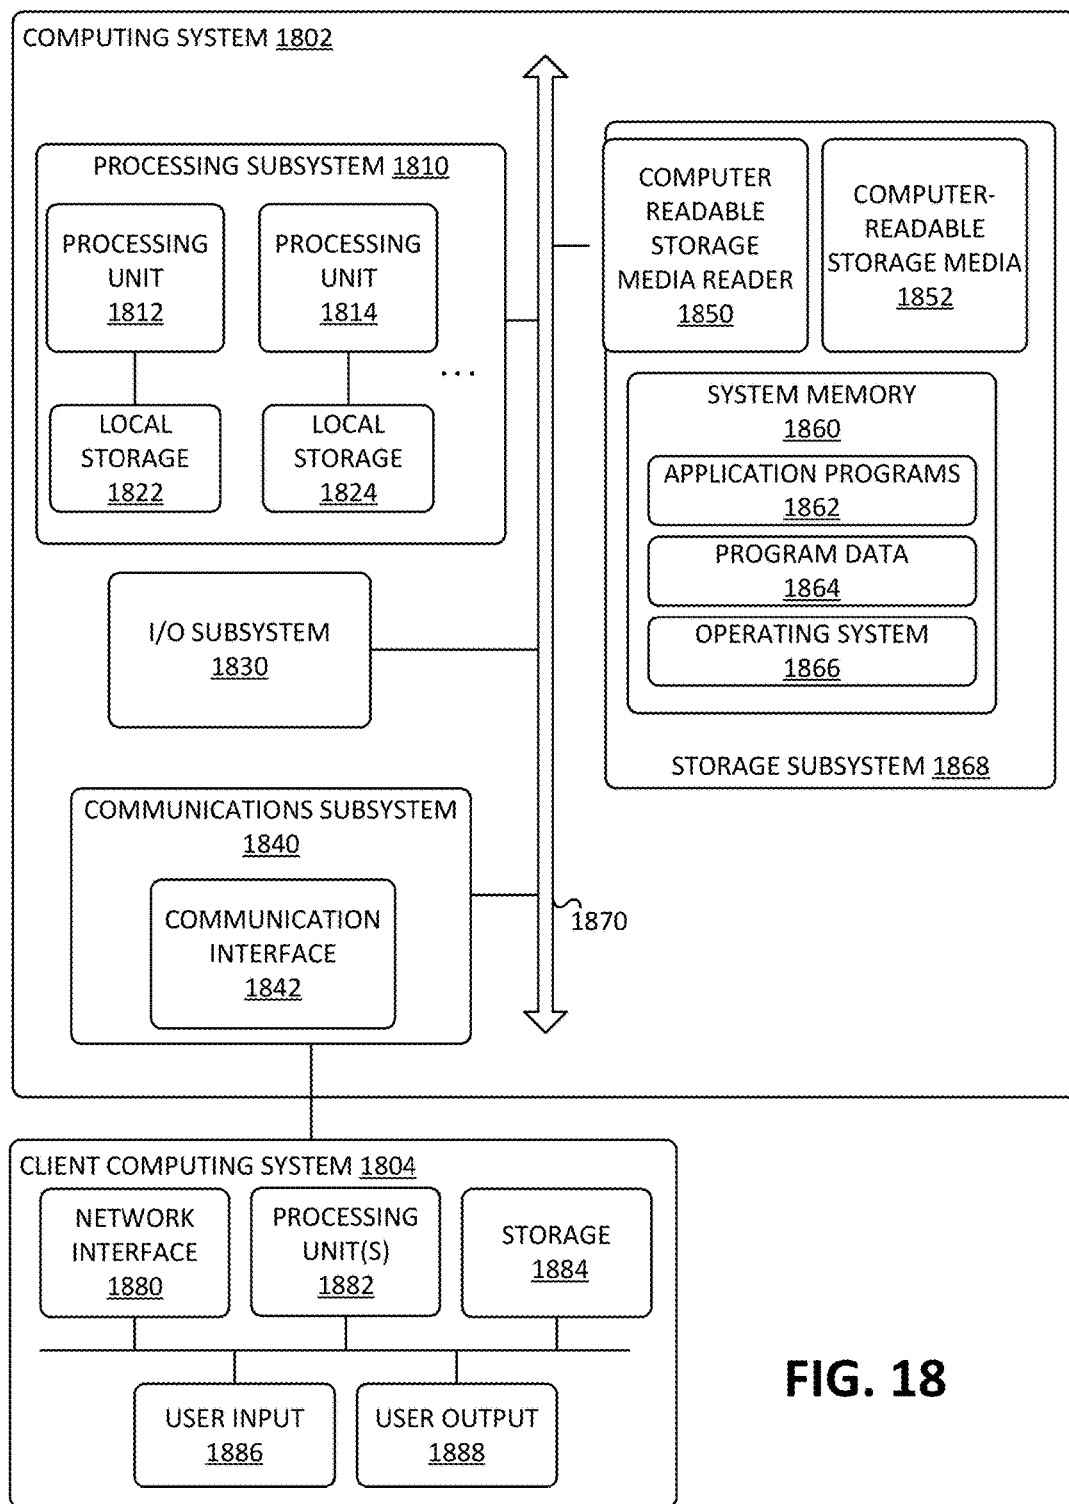 COMPUTING SYSTEM 1802
PROCESSING SUBSYSTEM 1810
PROCESSING
UNIT
1812
PROCESSING
UNIT
1814
...
LOCAL
STORAGE
1822
LOCAL
STORAGE
1824
I/O SUBSYSTEM
1830
COMMUNICATIONS SUBSYSTEM
1840
COMMUNICATION
INTERFACE
1842
1870
COMPUTER
READABLE
STORAGE
MEDIA READER
1850
COMPUTER-
READABLE
STORAGE MEDIA
1852
SYSTEM MEMORY
1860
APPLICATION PROGRAMS
1862
PROGRAM DATA
1864
OPERATING SYSTEM
1866
STORAGE SUBSYSTEM 1868
CLIENT COMPUTING SYSTEM 1804
NETWORK
INTERFACE
1880
PROCESSING
UNIT(S)
1882
STORAGE
1884
USER INPUT
1886
USER OUTPUT
1888
FIG. 18